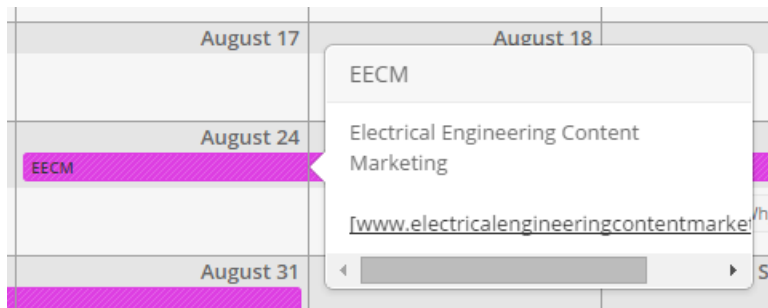 August 17
August 18
EECM
Electrical Engineering Content
Marketing
[www.electricalengineeringcontentmarket
August 24
EECM
August 31